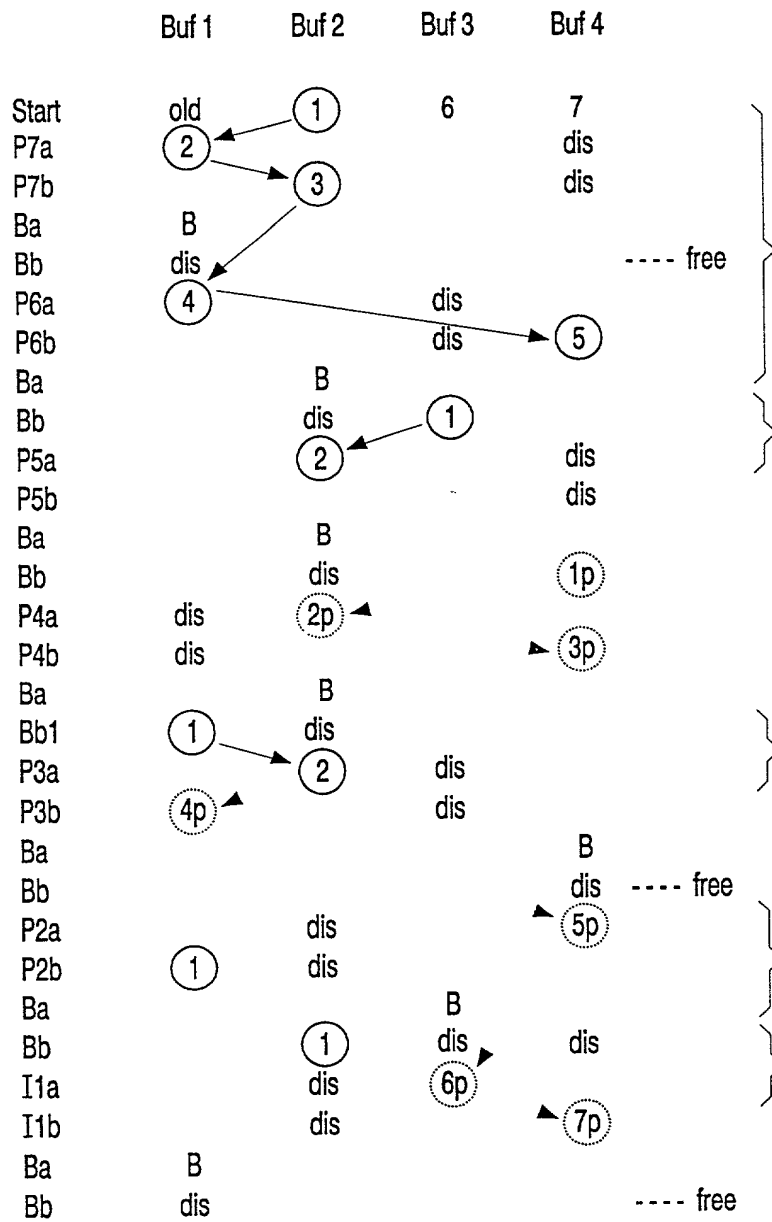 Buf 1 Buf 2 Buf 3 Buf 4
Start old 1 6 7
P7a 2 dis
P7b 3 dis
Ba B
Bb dis ---- free
P6a 4 dis
P6b dis 5
Ba B
Bb dis 1
P5a 2 dis
P5b dis
Ba B
Bb dis 1p
P4a dis 2p
P4b dis 3p
Ba B
Bb1 1 dis
P3a 2 dis
P3b 4p dis
Ba B
Bb dis ---- free
P2a dis 5p
P2b 1 dis
Ba B
Bb 1 dis dis
I1a dis 6p
I1b dis 7p
Ba B
Bb dis ---- free